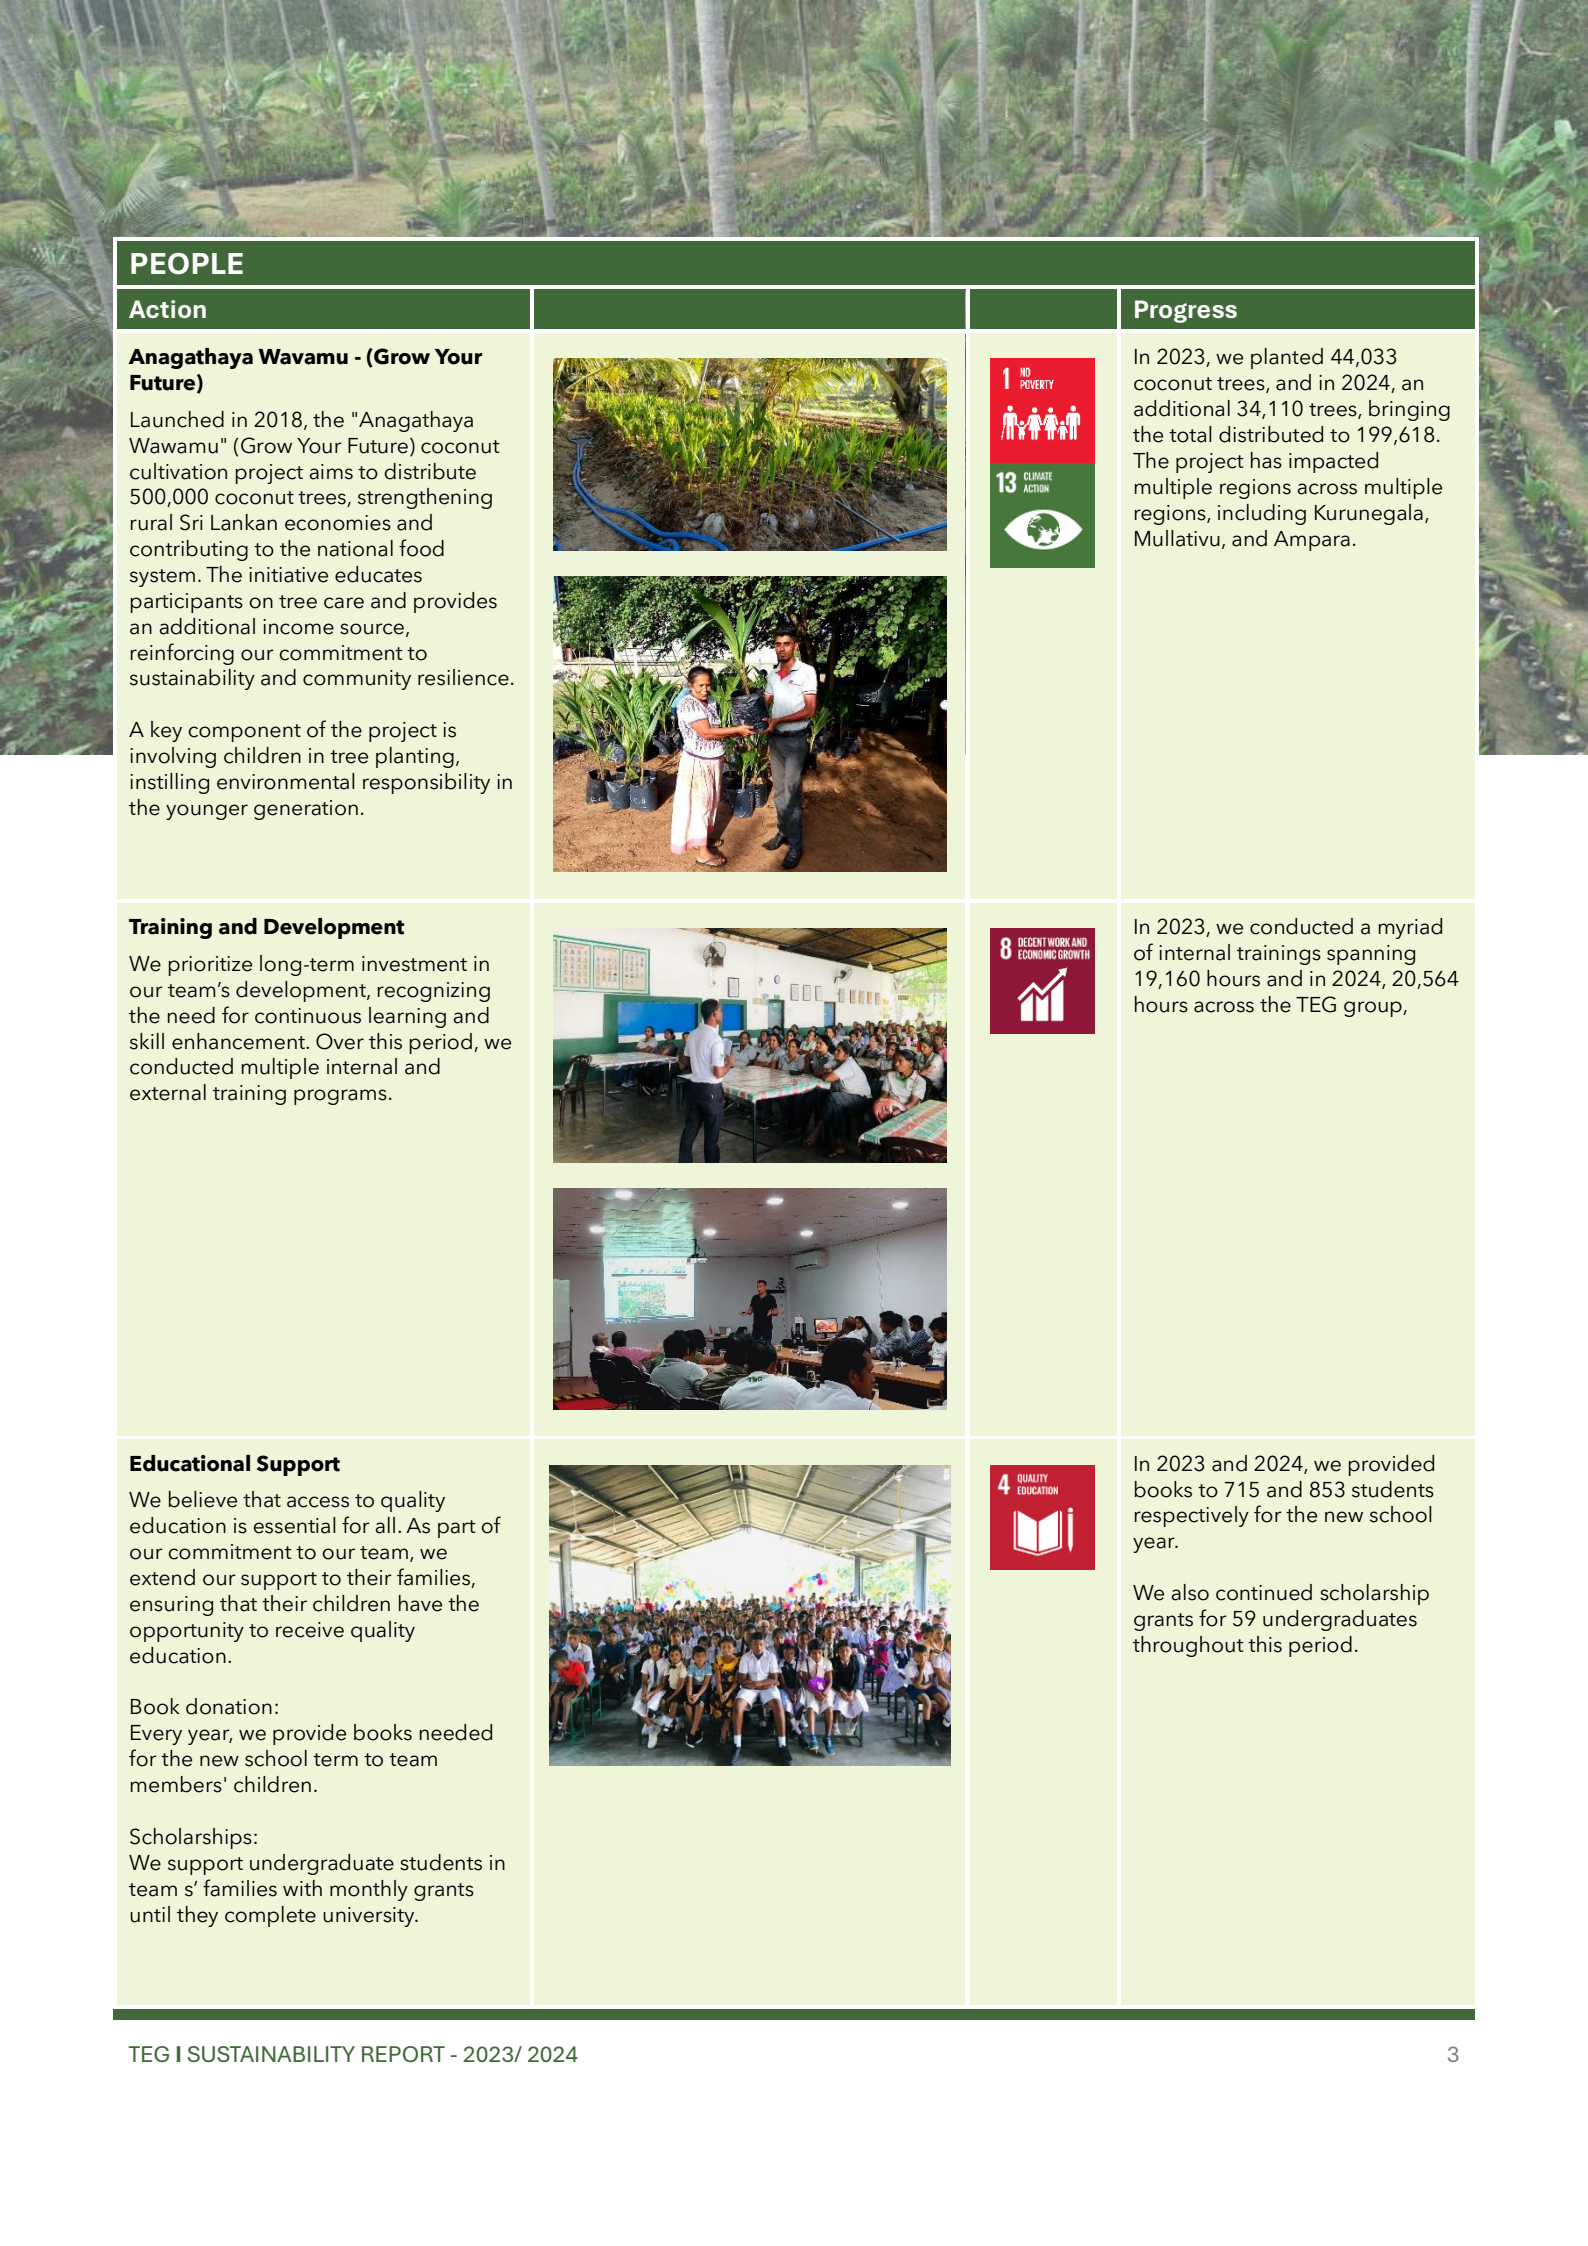 PEOPLE
Action
Progress
Anagathaya Wavamu - (Grow Your
Future)
Launched in 2018, the "Anagathaya
Wawamu" (Grow Your Future) coconut
cultivation project aims to distribute
500,000 coconut trees, strengthening
rural Sri Lankan economies and
contributing to the national food
system. The initiative educates
participants on tree care and provides
an additional income source,
reinforcing our commitment to
sustainability and community resilience.
A key component of the project is
involving children in tree planting,
instilling environmental responsibility in
the younger generation.
1 NO
POVERTY
13 CLIMATE
ACTION
In 2023, we planted 44,033
coconut trees, and in 2024, an
additional 34,110 trees, bringing
the total distributed to 199,618.
The project has impacted
multiple regions across multiple
regions, including Kurunegala,
Mullativu, and Ampara.
Training and Development
We prioritize long-term investment in
our team’s development, recognizing
the need for continuous learning and
skill enhancement. Over this period, we
conducted multiple internal and
external training programs.
TEG
8 DECENT WORK AND
ECONOMIC GROWTH
In 2023, we conducted a myriad
of internal trainings spanning
19,160 hours and in 2024, 20,564
hours across the TEG group,
Educational Support
We believe that access to quality
education is essential for all. As part of
our commitment to our team, we
extend our support to their families,
ensuring that their children have the
opportunity to receive quality
education.
Book donation:
Every year, we provide books needed
for the new school term to team
members' children.
Scholarships:
We support undergraduate students in
team s’ families with monthly grants
until they complete university.
4 QUALITY
EDUCATION
In 2023 and 2024, we provided
books to 715 and 853 students
respectively for the new school
year.
We also continued scholarship
grants for 59 undergraduates
throughout this period.
TEG I SUSTAINABILITY REPORT - 2023/ 2024
3